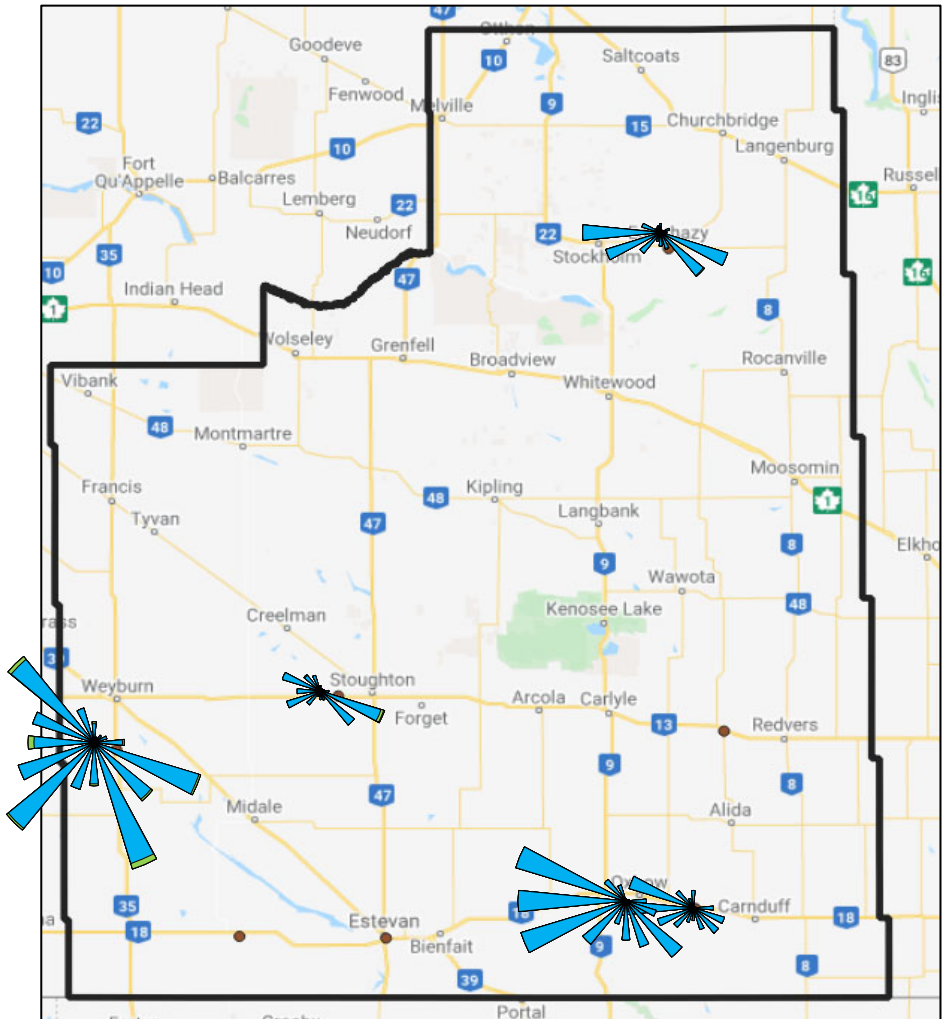 47
Goodeve
10
Saltcoats
83
Fenwood
Melville
9
22
15
Churchbridge
10
Langenburg
Fort
Qu'Appelle
Balcarres
Russel
16
Lemberg
22
Neudorf
22
Stockholm
35
10
47
16
Indian Head
1
8
Wolseley
Grenfell
Broadview
Rocanville
Vibank
Whitewood
48
Montmartre
Moosomin
Francis
48
Kipling
1
Tyvan
47
Langbank
8
9
Wawota
48
Creelman
Kenosee Lake
Weyburn
Stoughton
Forget
Arcola
Carlyle
13
Redvers
9
8
47
Midale
Alida
35
18
Carnduff
18
18
Estevan
Bienfait
9
8
39
Portal